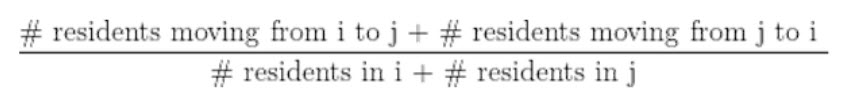 # residents moving from i to j + # residents moving from j to i
# residents in i + # residents in j